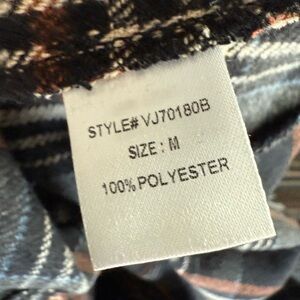 STYLE# VJ70180B
SIZE : M
100% POLYESTER